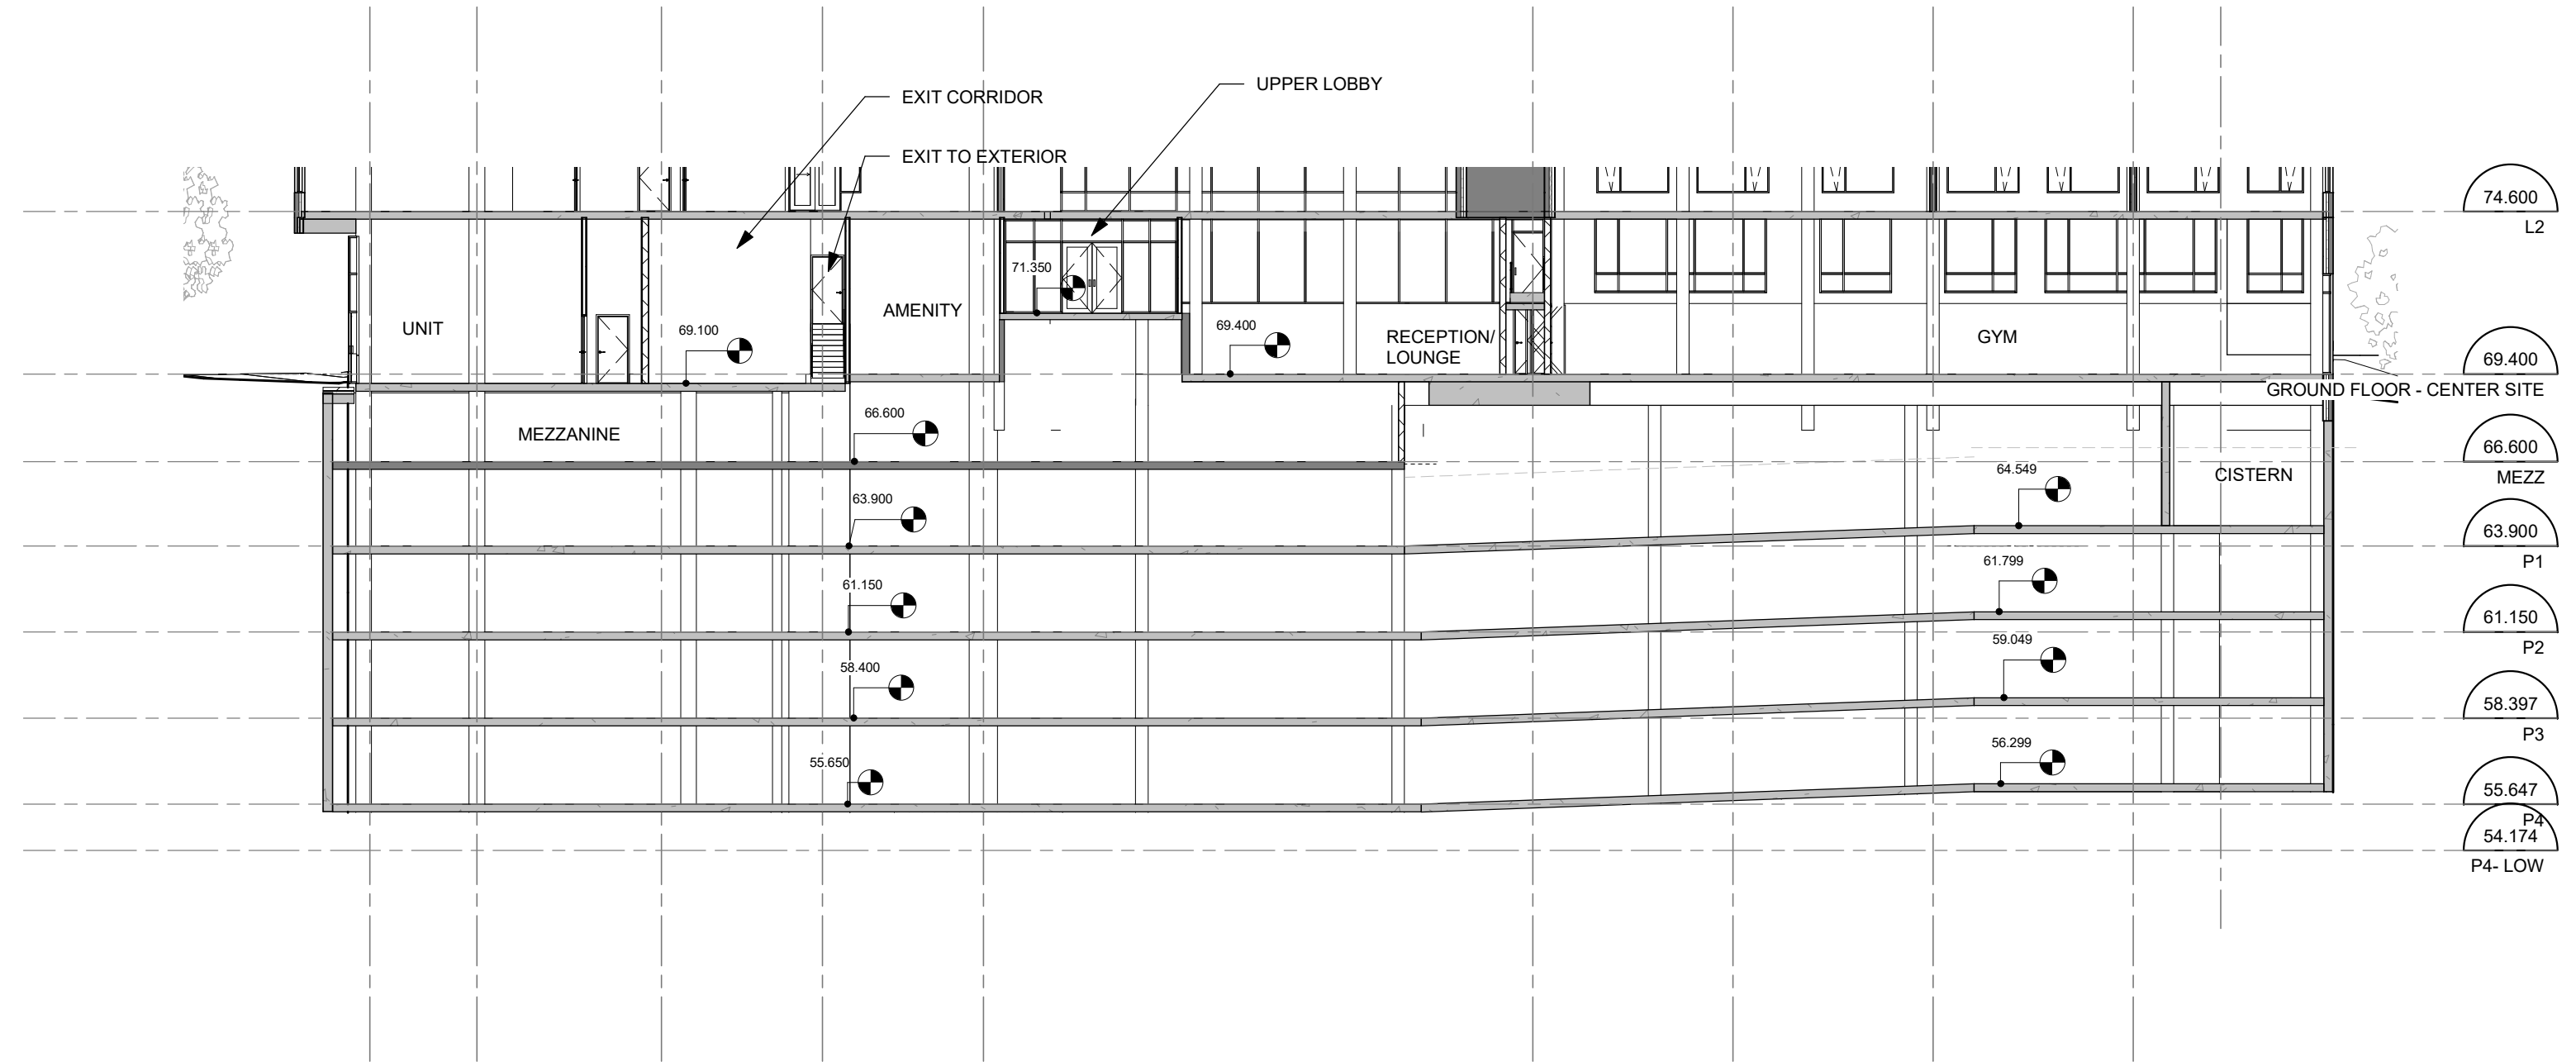 UPPER LOBBY
EXIT CORRIDOR
EXIT TO EXTERIOR
74.600
L2
71.350
AMENITY
UNIT
69.100
69.400
RECEPTION/
LOUNGE
GYM
69.400
GROUND FLOOR - CENTER SITE
66.600
MEZZANINE
66.600
MEZZ
64.549
CISTERN
63.900
63.900
P1
61.799
61.150
61.150
P2
59.049
58.400
58.397
P3
56.299
55.650
55.647
P4
54.174
P4- LOW